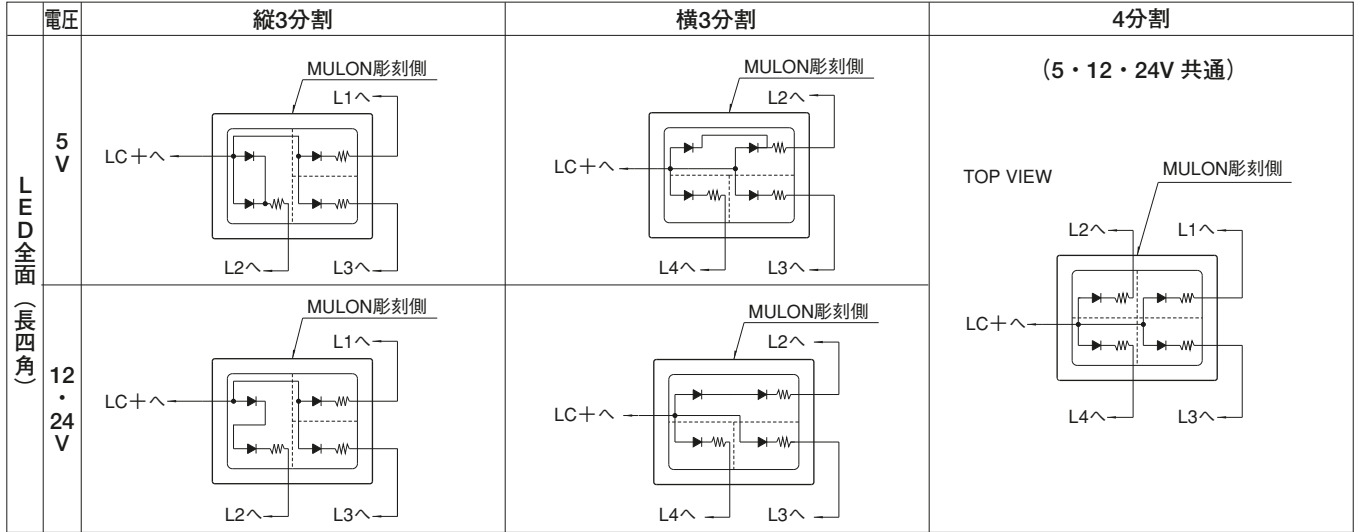 電圧
縦3分割
横3分割
4分割
LED全面（長四角）
5V
MULON彫刻側
L1へ
LC＋へ
L2へ
L3へ
MULON彫刻側
L2へ
LC＋へ
L4へ
L3へ
（5・12・24V 共通）
TOP VIEW
MULON彫刻側
L2へ
L1へ
LC＋へ
L4へ
L3へ
12・24V
MULON彫刻側
L1へ
LC＋へ
L2へ
L3へ
MULON彫刻側
L2へ
LC＋へ
L4へ
L3へ